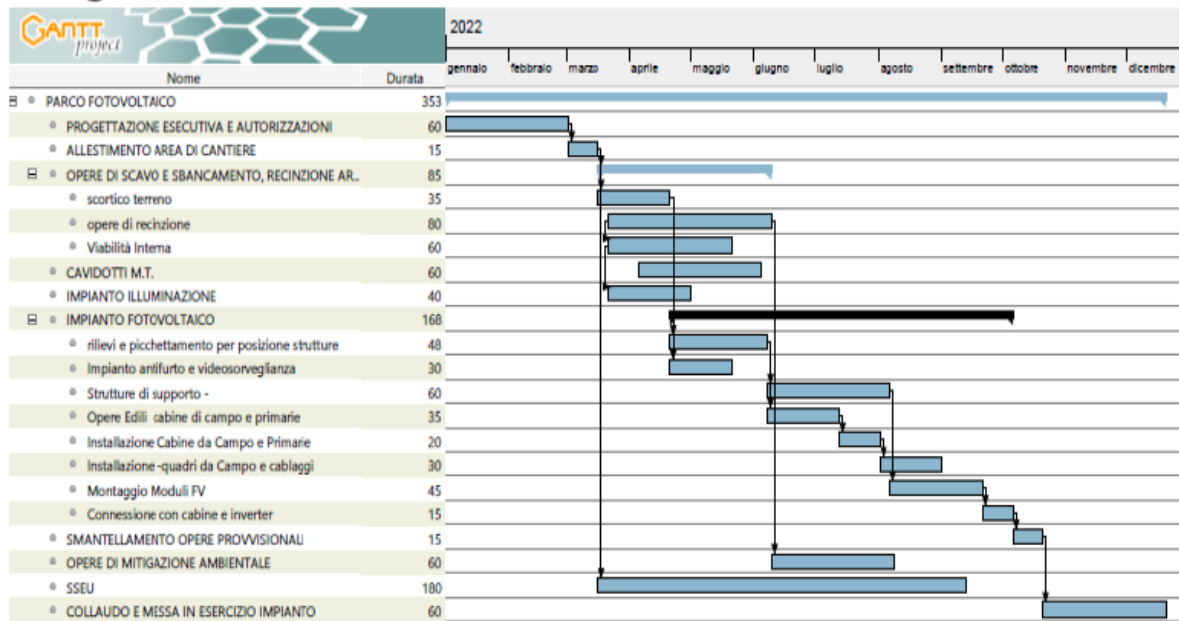 GANTT project
2022
gennaio febbraio marzo aprile maggio giugno luglio agosto settembre ottobre novembre dicembre
Nome Durata
PARCO FOTOVOLTAICO 353
PROGETTAZIONE ESECUTIVA E AUTORIZZAZIONI 60
ALLESTIMENTO AREA DI CANTIERE 15
OPERE DI SCAVO E SBANCAMENTO, RECINZIONE AR... 85
scortico terreno 35
opere di recinzione 80
Viabilità Interna 60
CAVIDOTTI M.T. 60
IMPIANTO ILLUMINAZIONE 40
IMPIANTO FOTOVOLTAICO 168
rilievi e picchettamento per posizione strutture 48
Impianto antifurto e videosorveglianza 30
Strutture di supporto - 60
Opere Edili cabine di campo e primarie 35
Installazione Cabine da Campo e Primarie 20
Installazione -quadri da Campo e cablaggi 30
Montaggio Moduli FV 45
Connessione con cabine e inverter 15
SMANTELLAMENTO OPERE PROVVISIONALI 15
OPERE DI MITIGAZIONE AMBIENTALE 60
SSEU 180
COLLAUDO E MESSA IN ESERCIZIO IMPIANTO 60